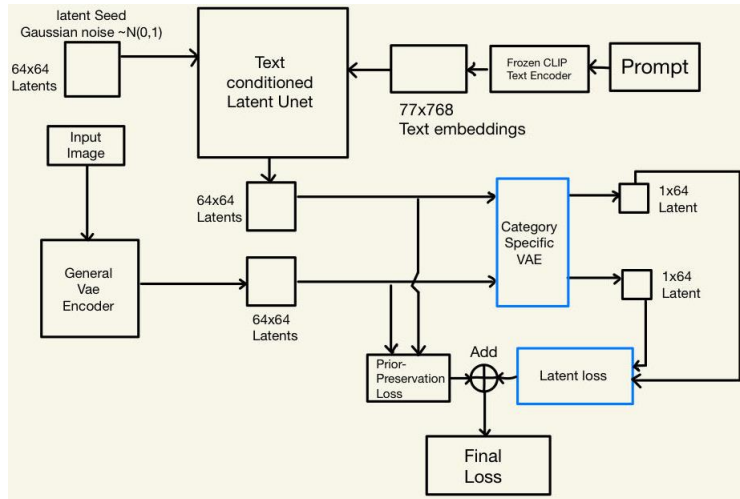 latent Seed
Gaussian noise ~N(0,1)
64x64
Latents
Text
conditioned
Latent Unet
77x768
Text embeddings
Frozen CLIP
Text Encoder
Prompt
Input
Image
General
Vae
Encoder
64x64
Latents
64x64
Latents
Category
Specific
VAE
1x64
Latent
1x64
Latent
Prior-
Preservation
Loss
Add
Latent loss
Final
Loss